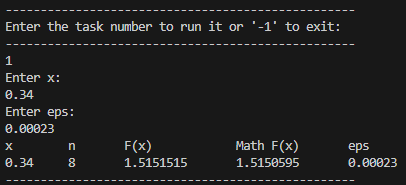 --------------------------------------------------
Enter the task number to run it or '-1' to exit:
--------------------------------------------------
1
Enter x:
0.34
Enter eps:
0.00023
x n F(x) Math F(x) eps
0.34 8 1.5151515 1.5150595 0.00023
--------------------------------------------------